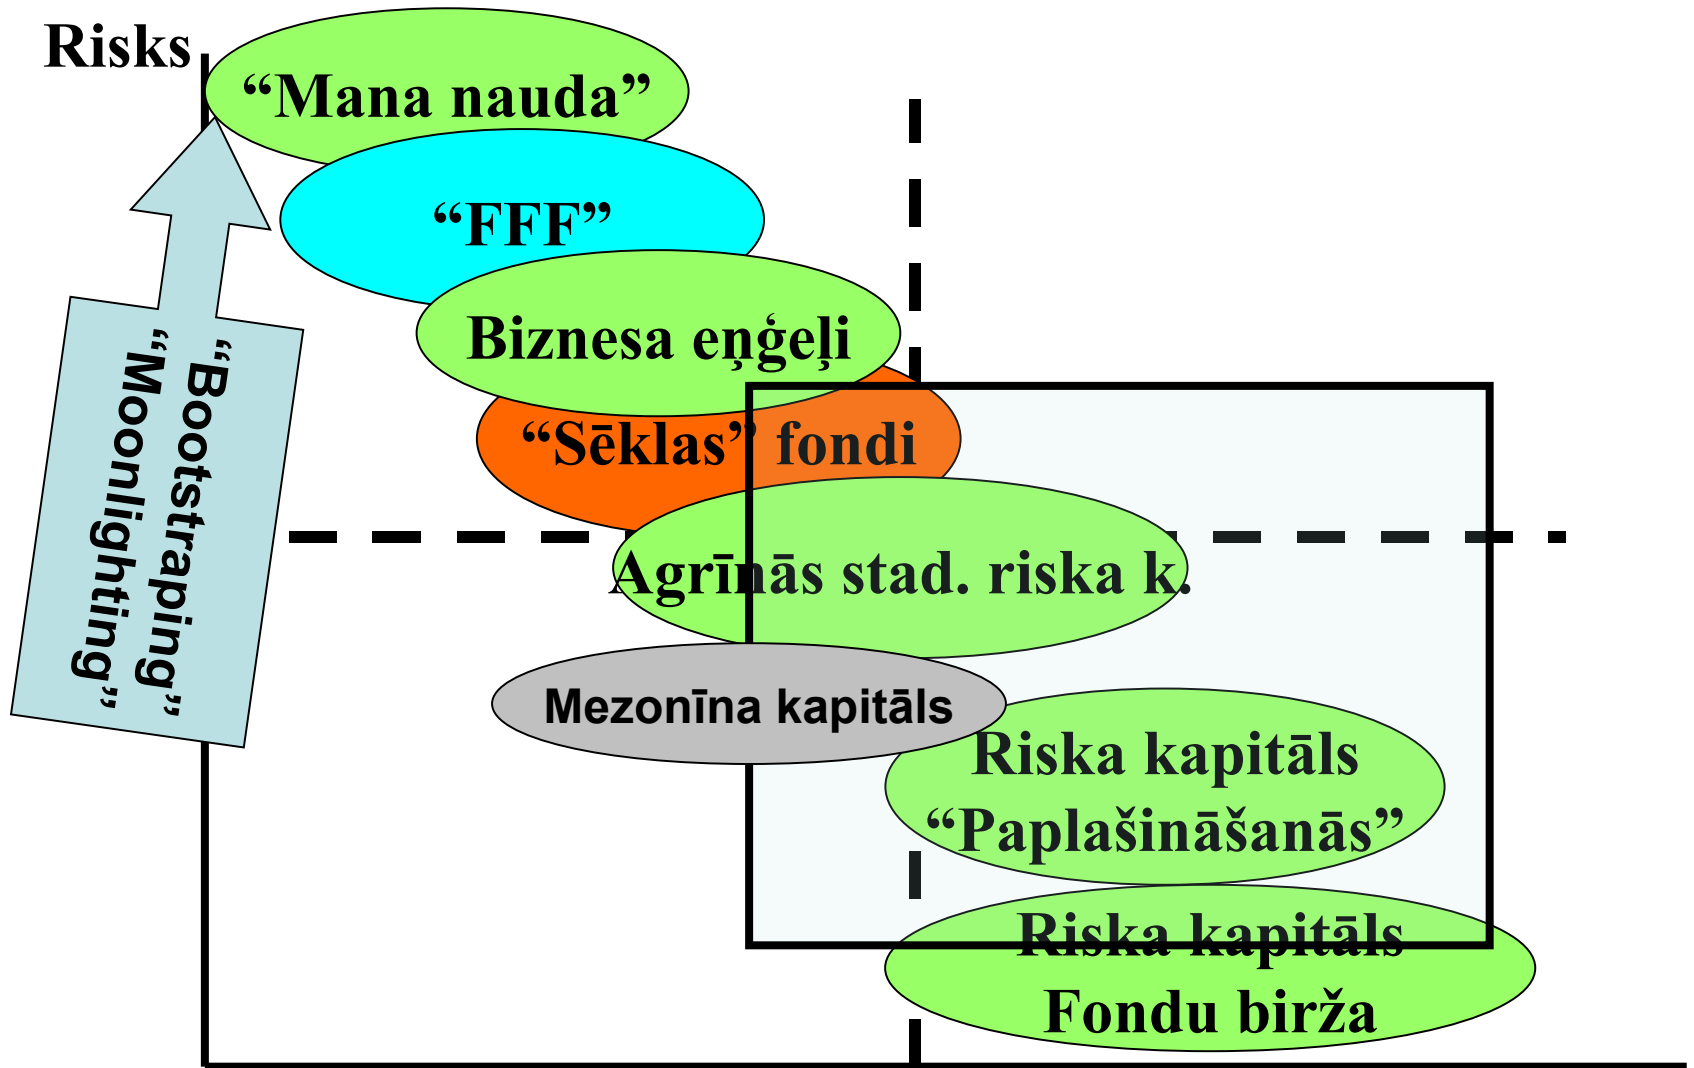 Risks
“Mana nauda”
“FFF”
Biznesa eņģeļi
“Sēklas” fondi
“Bootstraping”
“Moonlighting”
Agrīnās stad. riska k.
Mezonīna kapitāls
Riska kapitāls
“Paplašināšanās”
Riska kapitāls
Fondu birža